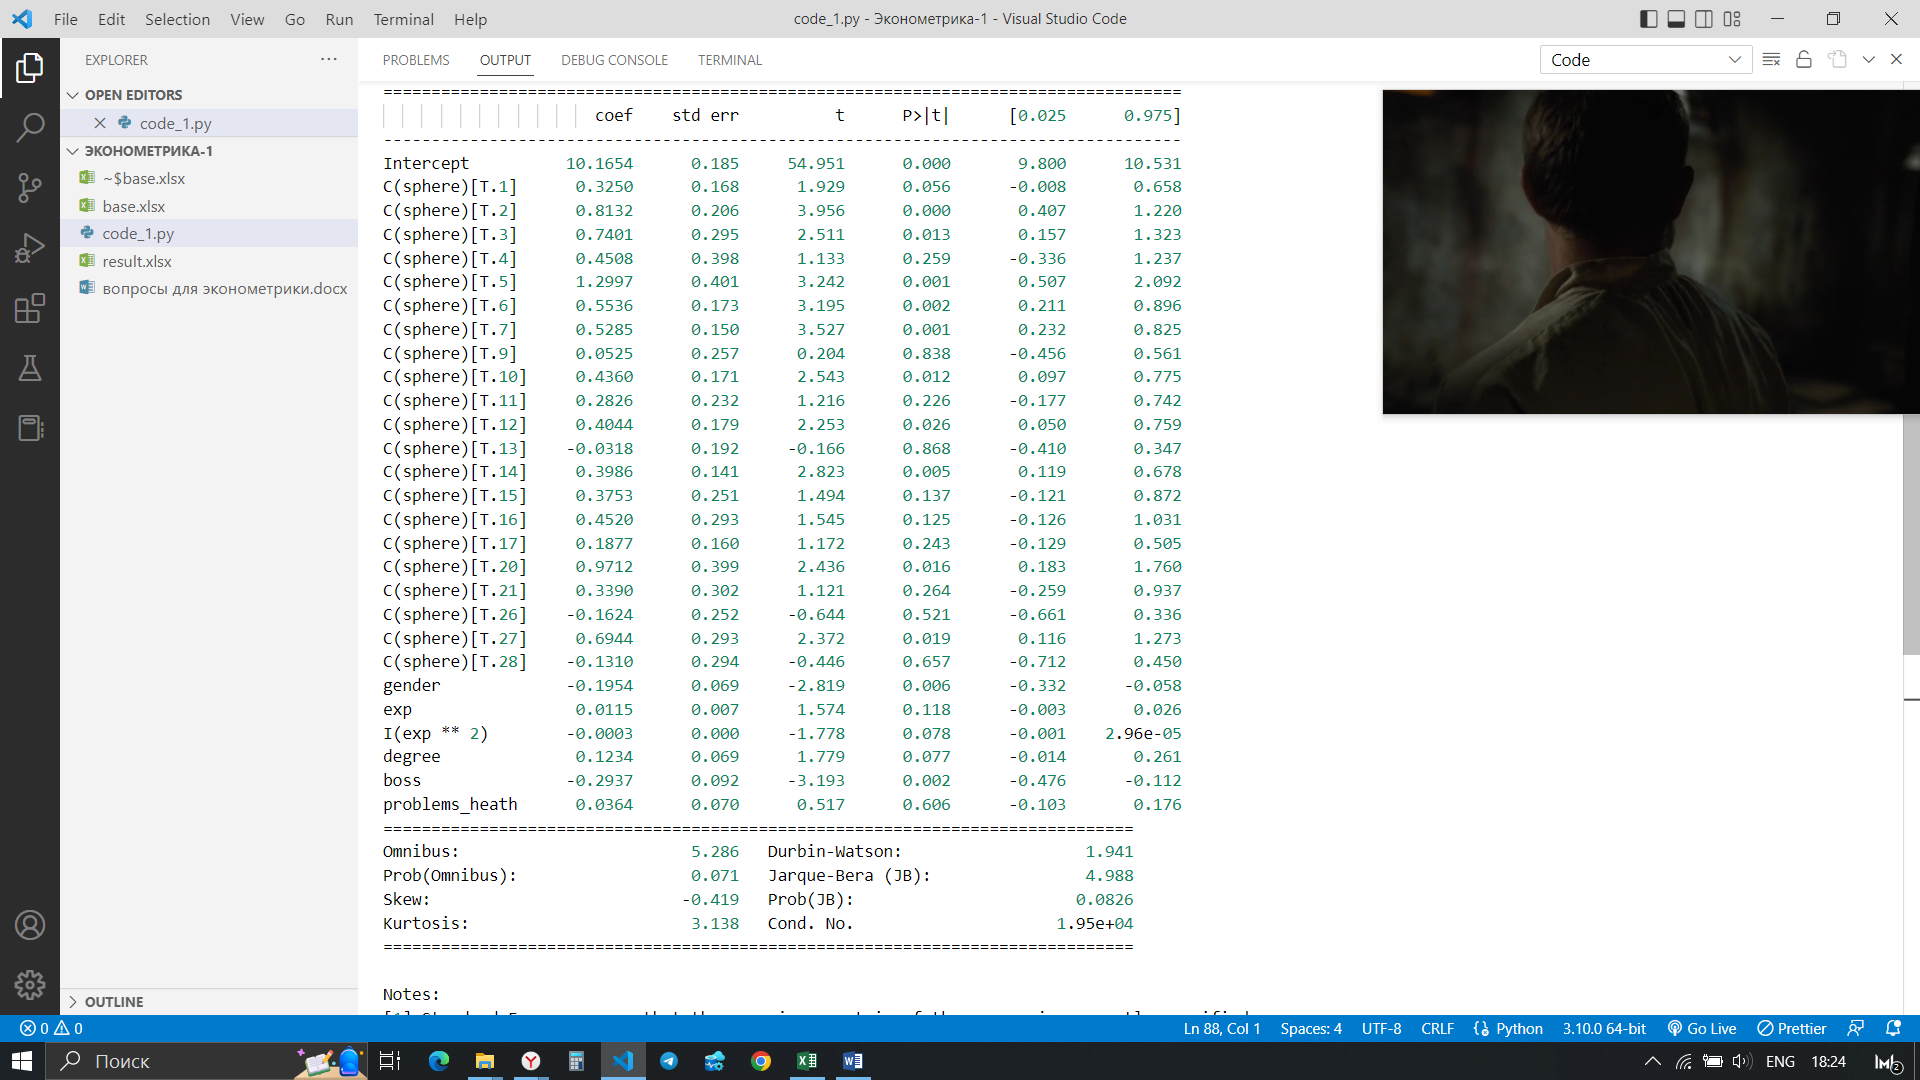 File Edit Selection View Go Run Terminal Help code_1.py - Эконометрика-1 - Visual Studio Code
EXPLORER
OPEN EDITORS
code_1.py
ЭКОНОМЕТРИКА-1
~$base.xlsx
base.xlsx
code_1.py
result.xlsx
вопросы для эконометрики.docx
OUTLINE
PROBLEMS OUTPUT DEBUG CONSOLE TERMINAL Code
==============================================================
coef std err t P>|t| [0.025 0.975]
--------------------------------------------------------------
Intercept 10.1654 0.185 54.951 0.000 9.800 10.531
C(sphere)[T.1] 0.3250 0.168 1.929 0.056 -0.008 0.658
C(sphere)[T.2] 0.8132 0.206 3.956 0.000 0.407 1.220
C(sphere)[T.3] 0.7401 0.295 2.511 0.013 0.157 1.323
C(sphere)[T.4] 0.4508 0.398 1.133 0.259 -0.336 1.237
C(sphere)[T.5] 1.2997 0.401 3.242 0.001 0.507 2.092
C(sphere)[T.6] 0.5536 0.173 3.195 0.002 0.211 0.896
C(sphere)[T.7] 0.5285 0.150 3.527 0.001 0.232 0.825
C(sphere)[T.9] 0.0525 0.257 0.204 0.838 -0.456 0.561
C(sphere)[T.10] 0.4360 0.171 2.543 0.012 0.097 0.775
C(sphere)[T.11] 0.2826 0.232 1.216 0.226 -0.177 0.742
C(sphere)[T.12] 0.4044 0.179 2.253 0.026 0.050 0.759
C(sphere)[T.13] -0.0318 0.192 -0.166 0.868 -0.410 0.347
C(sphere)[T.14] 0.3986 0.141 2.823 0.005 0.119 0.678
C(sphere)[T.15] 0.3753 0.251 1.494 0.137 -0.121 0.872
C(sphere)[T.16] 0.4520 0.293 1.545 0.125 -0.126 1.031
C(sphere)[T.17] 0.1877 0.160 1.172 0.243 -0.129 0.505
C(sphere)[T.20] 0.9712 0.399 2.436 0.016 0.183 1.760
C(sphere)[T.21] 0.3390 0.302 1.121 0.264 -0.259 0.937
C(sphere)[T.26] -0.1624 0.252 -0.644 0.521 -0.661 0.336
C(sphere)[T.27] 0.6944 0.293 2.372 0.019 0.116 1.273
C(sphere)[T.28] -0.1310 0.294 -0.446 0.657 -0.712 0.450
gender -0.1954 0.069 -2.819 0.006 -0.332 -0.058
exp 0.0115 0.007 1.574 0.118 -0.003 0.026
I(exp ** 2) -0.0003 0.000 -1.778 0.078 -0.001 2.96e-05
degree 0.1234 0.069 1.779 0.077 -0.014 0.261
boss -0.2937 0.092 -3.193 0.002 -0.476 -0.112
problems_heath 0.0364 0.070 0.517 0.606 -0.103 0.176
==============================================================
Omnibus: 5.286 Durbin-Watson: 1.941
Prob(Omnibus): 0.071 Jarque-Bera (JB): 4.988
Skew: -0.419 Prob(JB): 0.0826
Kurtosis: 3.138 Cond. No. 1.95e+04
==============================================================
Notes:
0 0 Ln 88, Col 1 Spaces: 4 UTF-8 CRLF Python 3.10.0 64-bit Go Live Prettier
Поиск ENG 18:24